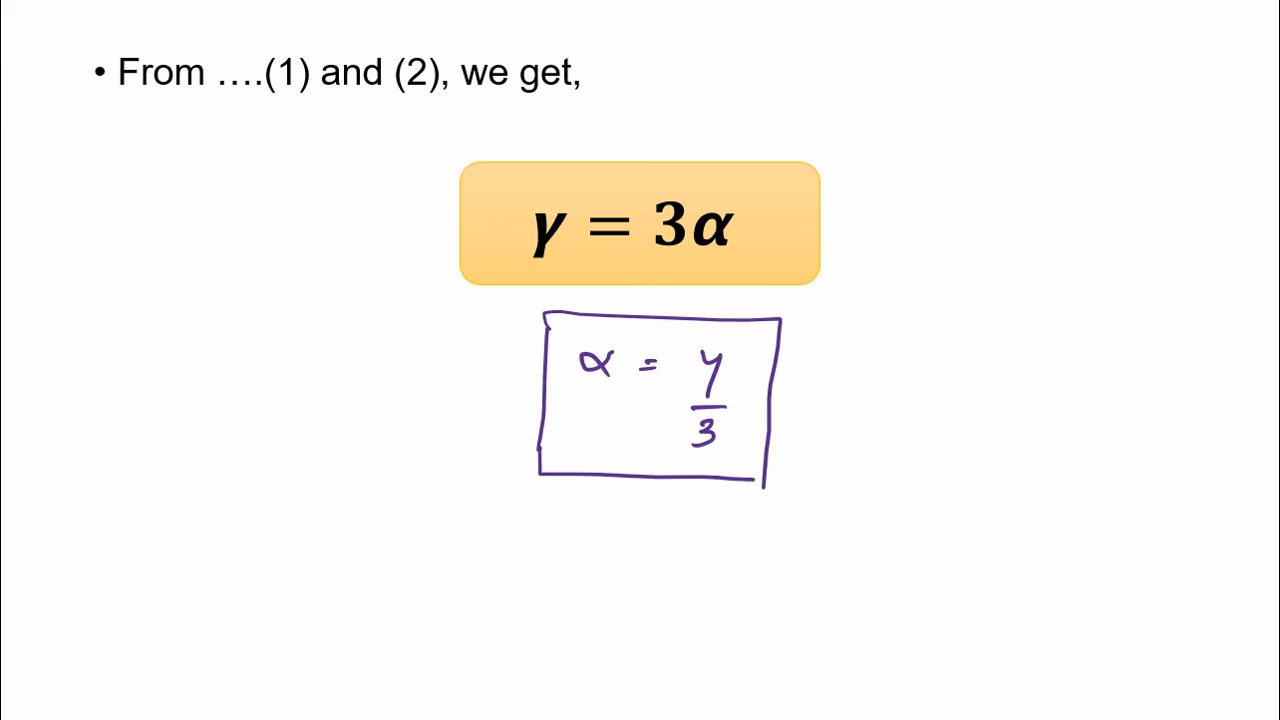 • From ….(1) and (2), we get,
γ = 3α
α = γ
3